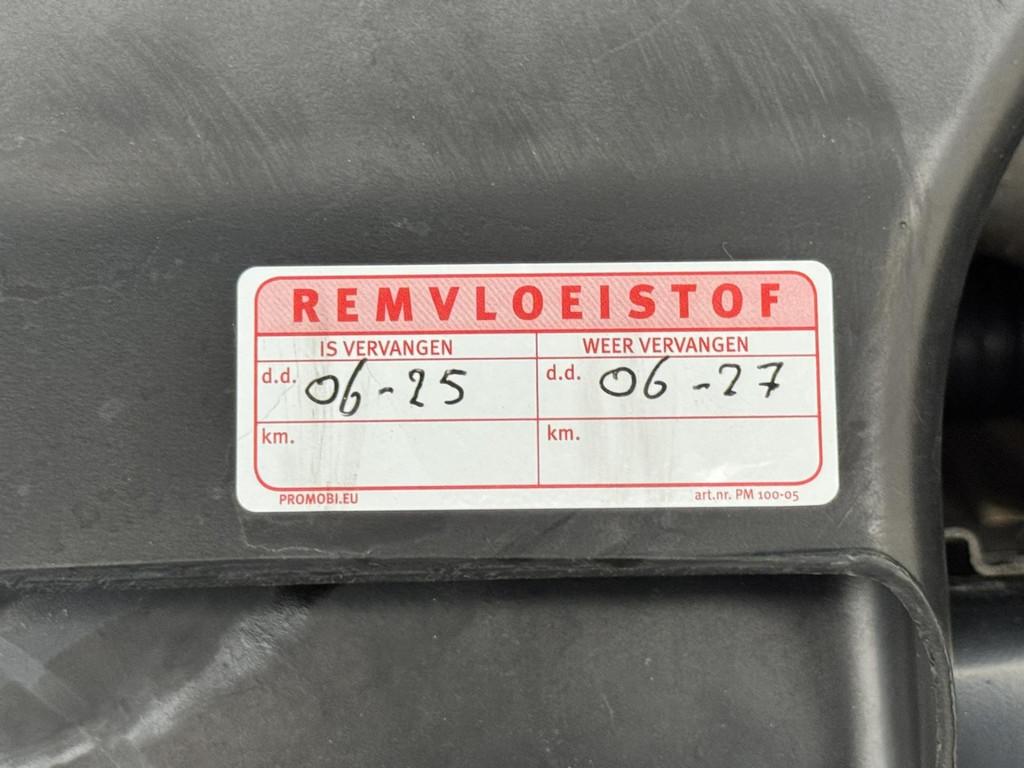 REMVLOEISTOF
IS VERVANGEN WEER VERVANGEN
d.d. 06-25 d.d. 06-27
km. km.
PROMOBI.EU art.nr. PM 100-05